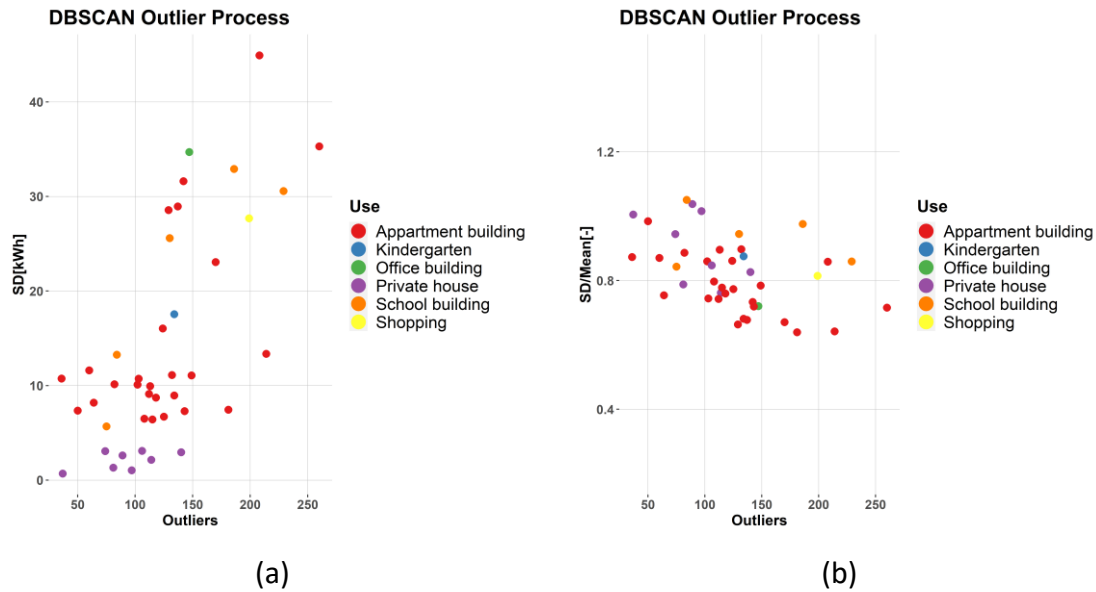 DBSCAN Outlier Process
SD[kWh]
40
30
20
10
0
50 100 150 200 250
Outliers
Use
Appartment building
Kindergarten
Office building
Private house
School building
Shopping
(a)
DBSCAN Outlier Process
SD/Mean[-]
1.2
0.8
0.4
50 100 150 200 250
Outliers
Use
Appartment building
Kindergarten
Office building
Private house
School building
Shopping
(b)